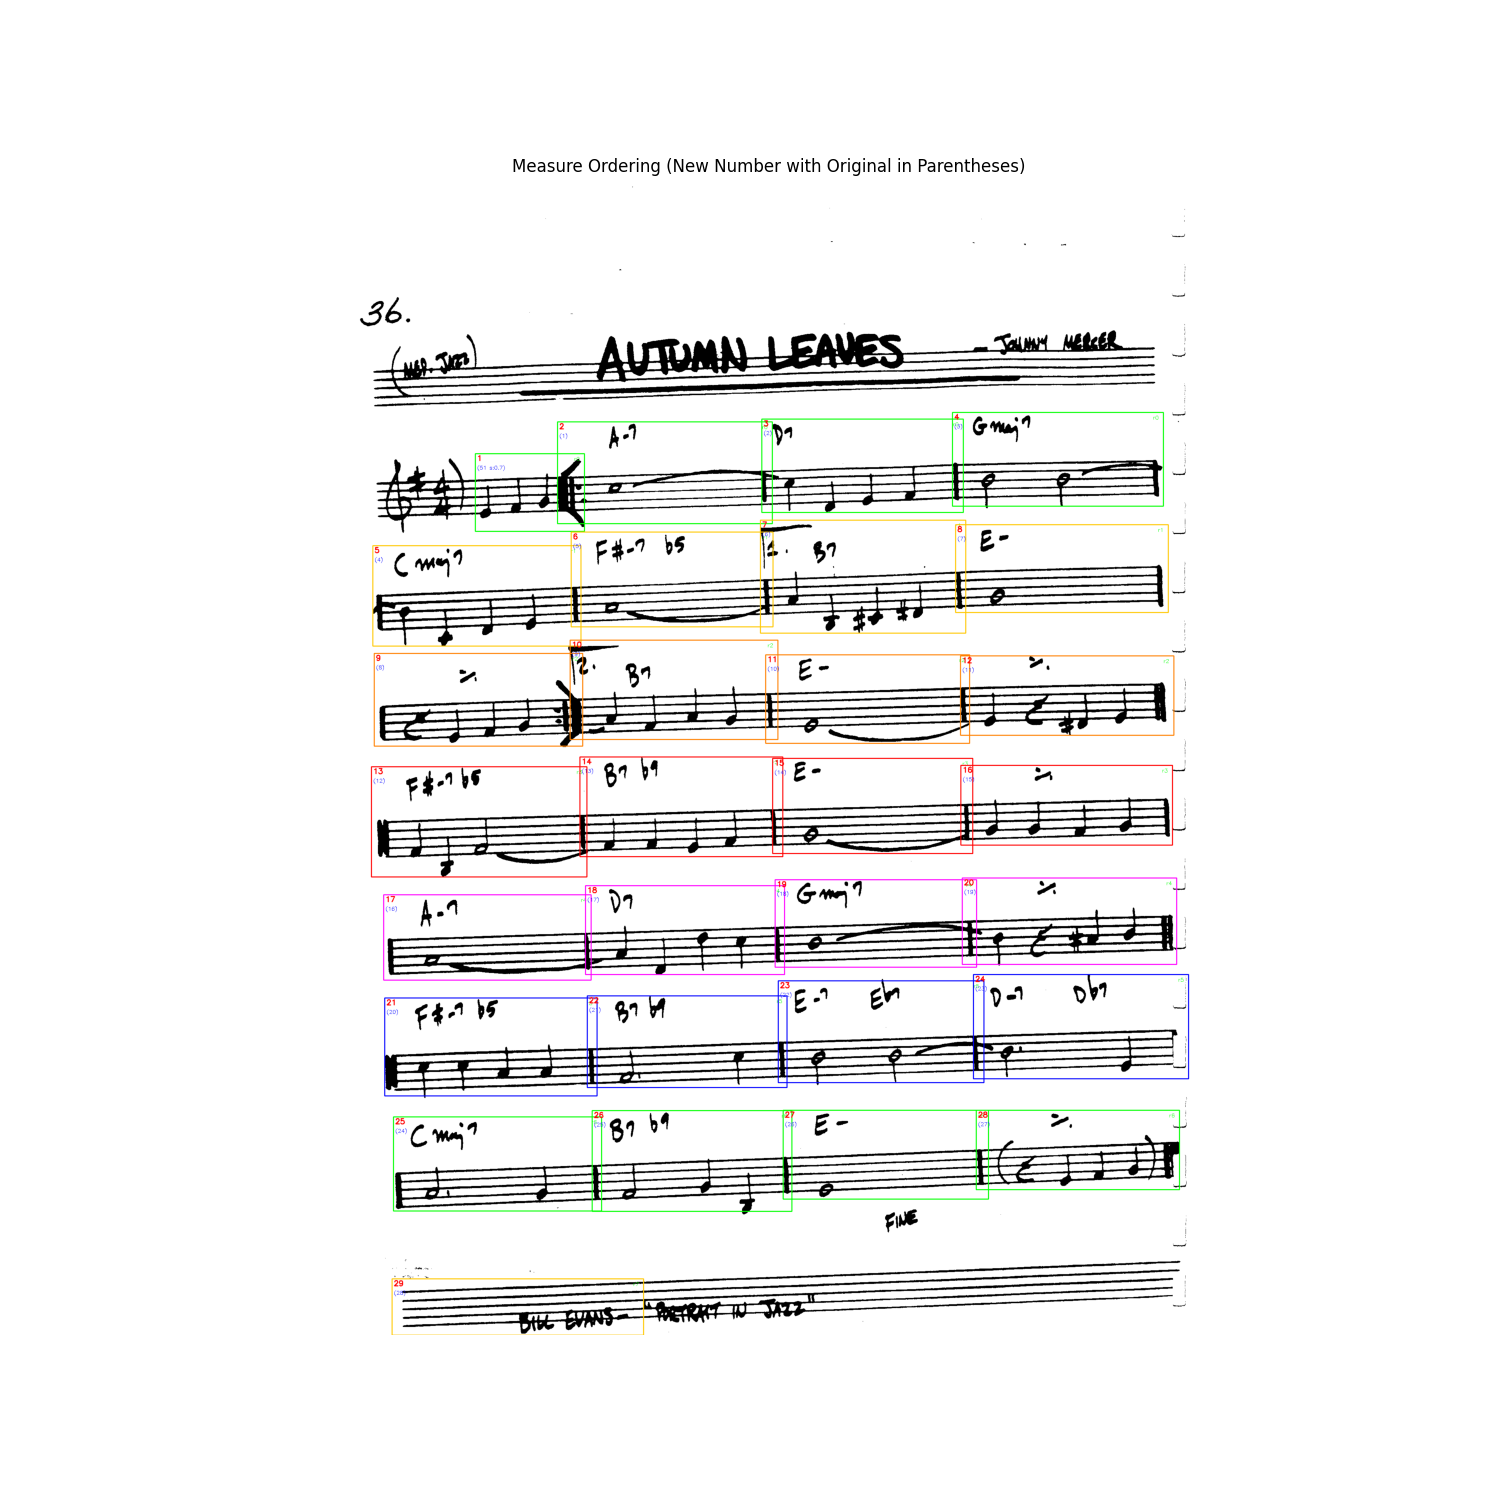 Measure Ordering (New Number with Original in Parentheses)
36.
(MED. JAZZ) AUTUMN LEAVES - JOHNNY MERCER
1 2 3 4
(51 s:0.7) (1) (2) (3)
A-7 D7 Gmaj7
4/4
5 6 7 8
(4) (5) (7)
C maj7 F#-7 b5 1. B7 E-
9 10 11 12
(8) (10) (11)
2. B7 E-
13 14 15 16
(12) (13) (14) (15)
F#-7 b5 B7 b9 E-
17 18 19 20
(16) (17) (18) (19)
A-7 D7 Gmaj7
21 22 23 24
(20) (21) (22) (23)
F#-7 b5 B7 b9 E-7 Eb7 D-7 Db7
25 26 27 28
(24) (25) (26) (27)
C maj7 B7 b9 E-
FINE
29
(28)
BILL EVANS- "PORTRAIT IN JAZZ"